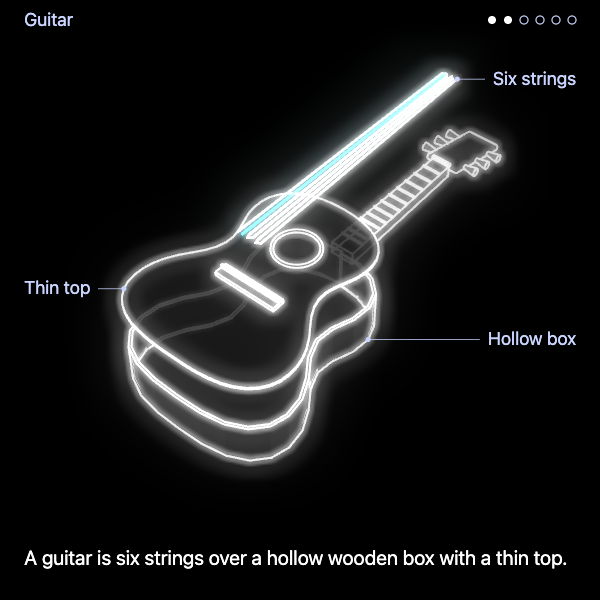 Guitar
Six strings
Thin top
Hollow box
A guitar is six strings over a hollow wooden box with a thin top.